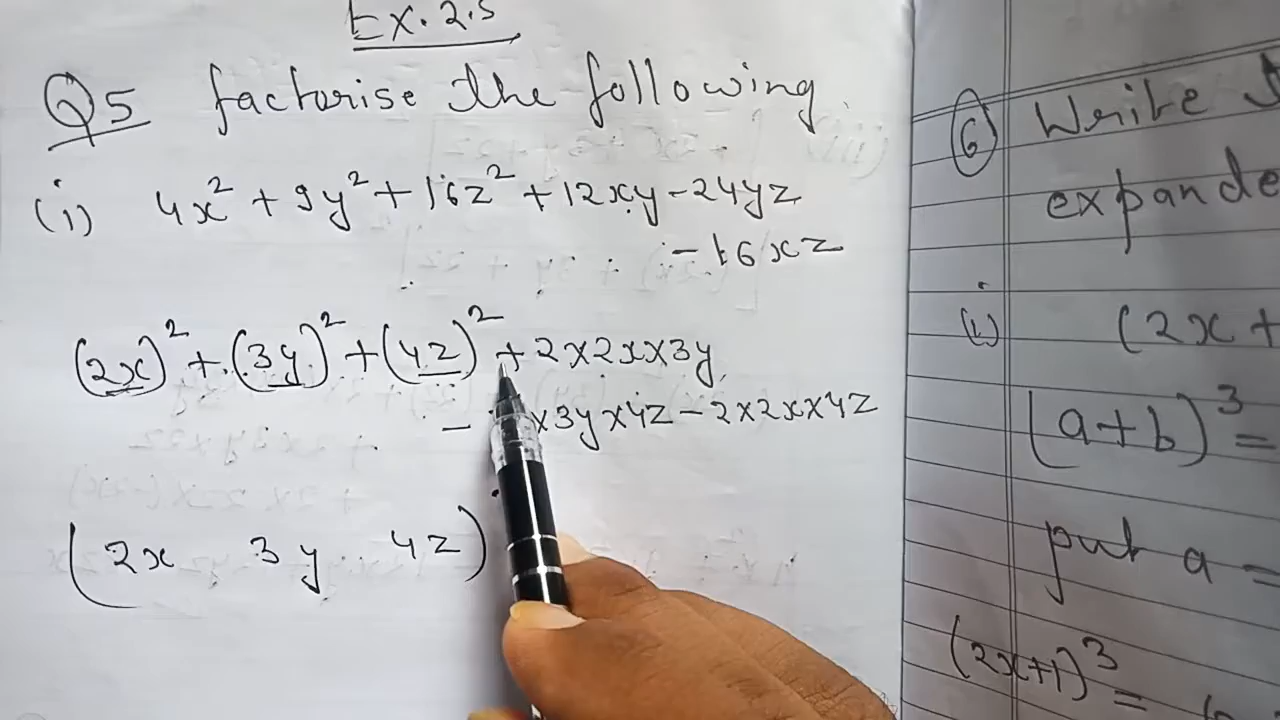 Ex. 2.5
Q5 factorise the following.
(i) 4x² + 9y² + 16z² + 12xy - 24yz
- 16xz
(2x)² + (3y)² + (4z)² + 2×2x×3y
- ×3y×4z - 2×2x×4z
(2x 3y 4z)
(6) Write
expande
(i) (2x +
(a+b)³ =
put a =
(2x+1)³ =